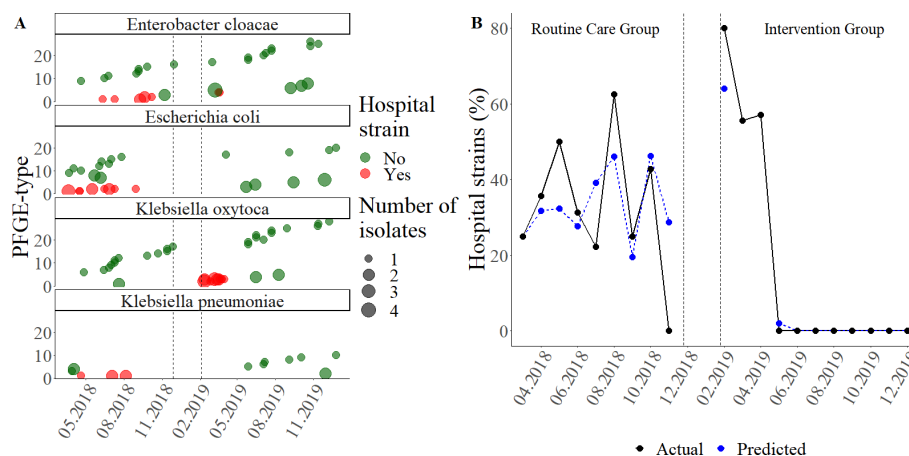 A
Enterobacter cloacae
20
10
0
Escherichia coli
20
10
0
Klebsiella oxytoca
20
10
0
Klebsiella pneumoniae
20
10
0
PFGE-type
05.2018
08.2018
11.2018
02.2019
05.2019
08.2019
11.2019
Hospital
strain
No
Yes
Number of
isolates
1
2
3
4
B
Routine Care Group
Intervention Group
Hospital strains (%)
80
60
40
20
0
04.2018
06.2018
08.2018
10.2018
12.2018
02.2019
04.2019
06.2019
08.2019
10.2019
12.2019
Actual
Predicted